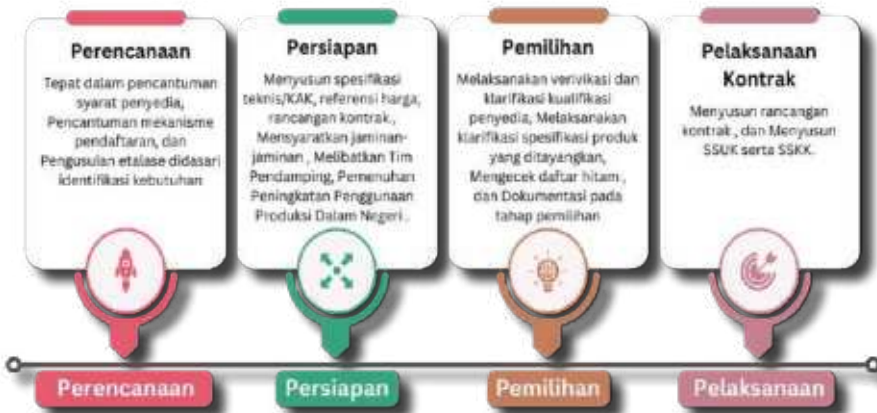 Perencanaan
Tepat dalam pencantuman
syarat penyedia,
Pencantuman mekanisme
pendaftaran, dan
Pengusulan etalase didasari
identifikasi kebutuhan
Persiapan
Menyusun spesifikasi
teknis/KAK, referensi harga,
rancangan kontrak,
Mensyaratkan jaminan-
jaminan , Melibatkan Tim
Pendamping, Pemenuhan
Peningkatan Penggunaan
Produksi Dalam Negeri .
Pemilihan
Melaksanakan verivikasi dan
klarifikasi kualifikasi
penyedia, Melaksanakan
klarifikasi spesifikasi produk
yang ditayangkan,
Mengecek daftar hitam ,
dan Dokumentasi pada
tahap pemilihan
Pelaksanaan
Kontrak
Menyusun rancangan
kontrak , dan Menyusun
SSUK serta SSKK.
Perencanaan
Persiapan
Pemilihan
Pelaksanaan